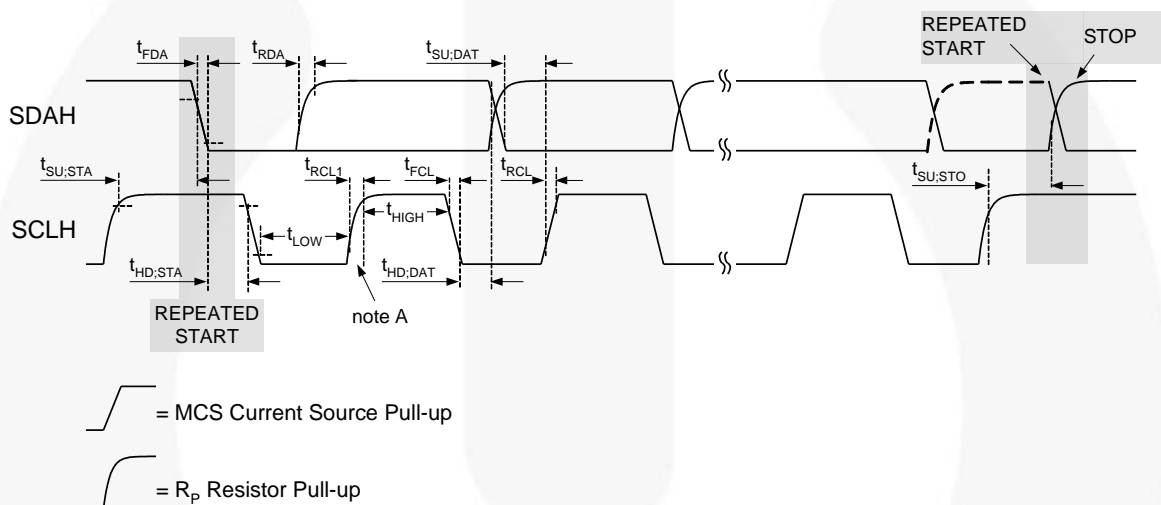 REPEATED
START
STOP
tFDA
tRDA
tSU;DAT
SDAH
tSU;STA
tRCL1
tFCL
tRCL
tSU;STO
tHIGH
SCLH
tLOW
tHD;STA
tHD;DAT
note A
REPEATED
START
= MCS Current Source Pull-up
= RP Resistor Pull-up